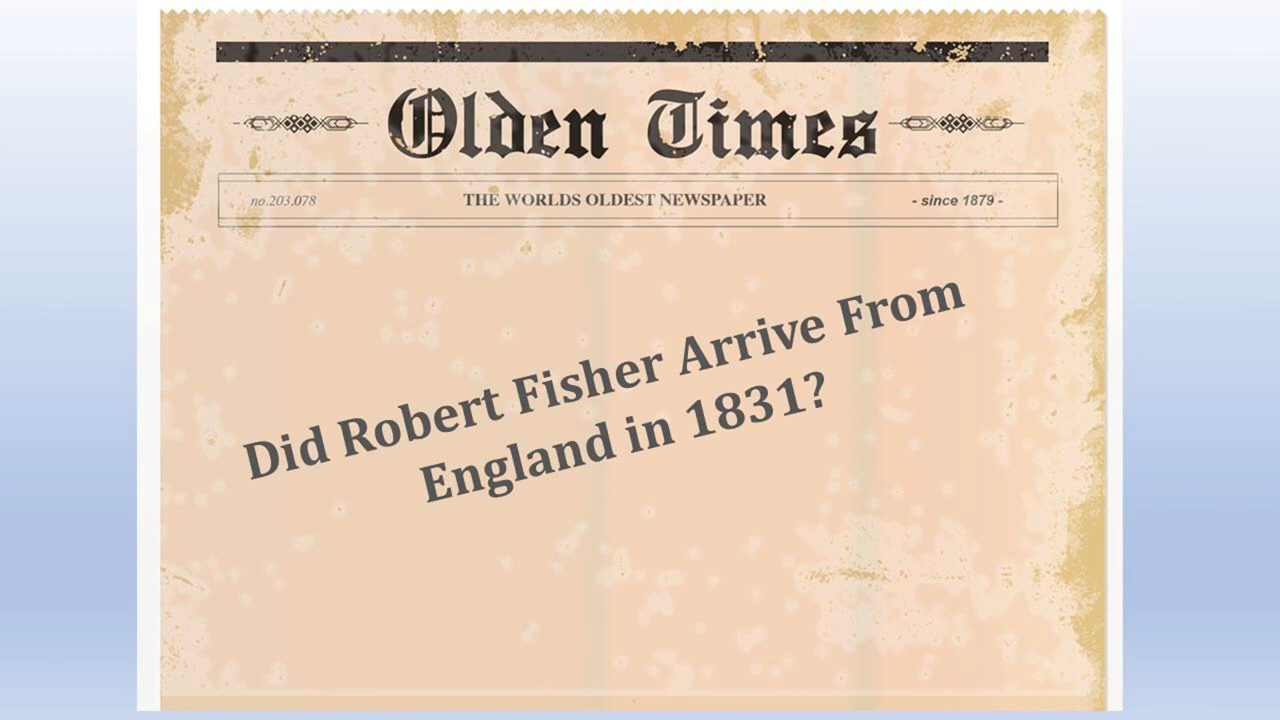 Olden Times
no.203.078 THE WORLDS OLDEST NEWSPAPER - since 1879 -
Did Robert Fisher Arrive From
England in 1831?